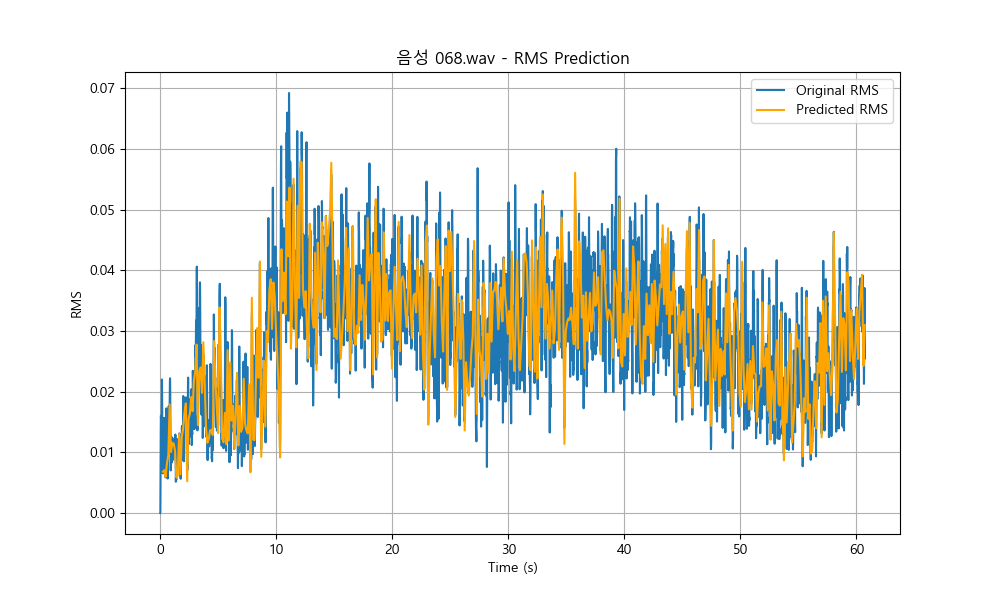 음성 068.wav - RMS Prediction
Original RMS
Predicted RMS
0.07
0.06
0.05
0.04
0.03
0.02
0.01
0.00
RMS
0 10 20 30 40 50 60
Time (s)